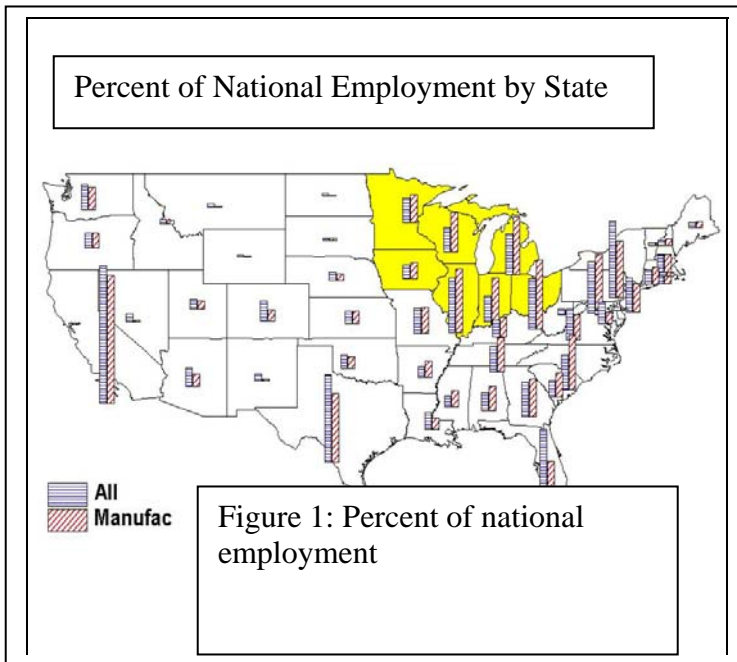 Percent of National Employment by State
All
Manufac
Figure 1: Percent of national
employment